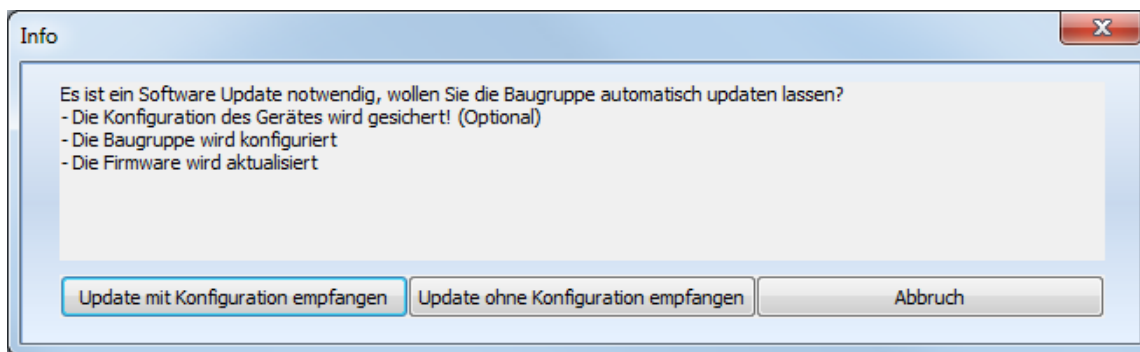 Info
Es ist ein Software Update notwendig, wollen Sie die Baugruppe automatisch updaten lassen?
- Die Konfiguration des Gerätes wird gesichert! (Optional)
- Die Baugruppe wird konfiguriert
- Die Firmware wird aktualisiert
Update mit Konfiguration empfangen Update ohne Konfiguration empfangen Abbruch